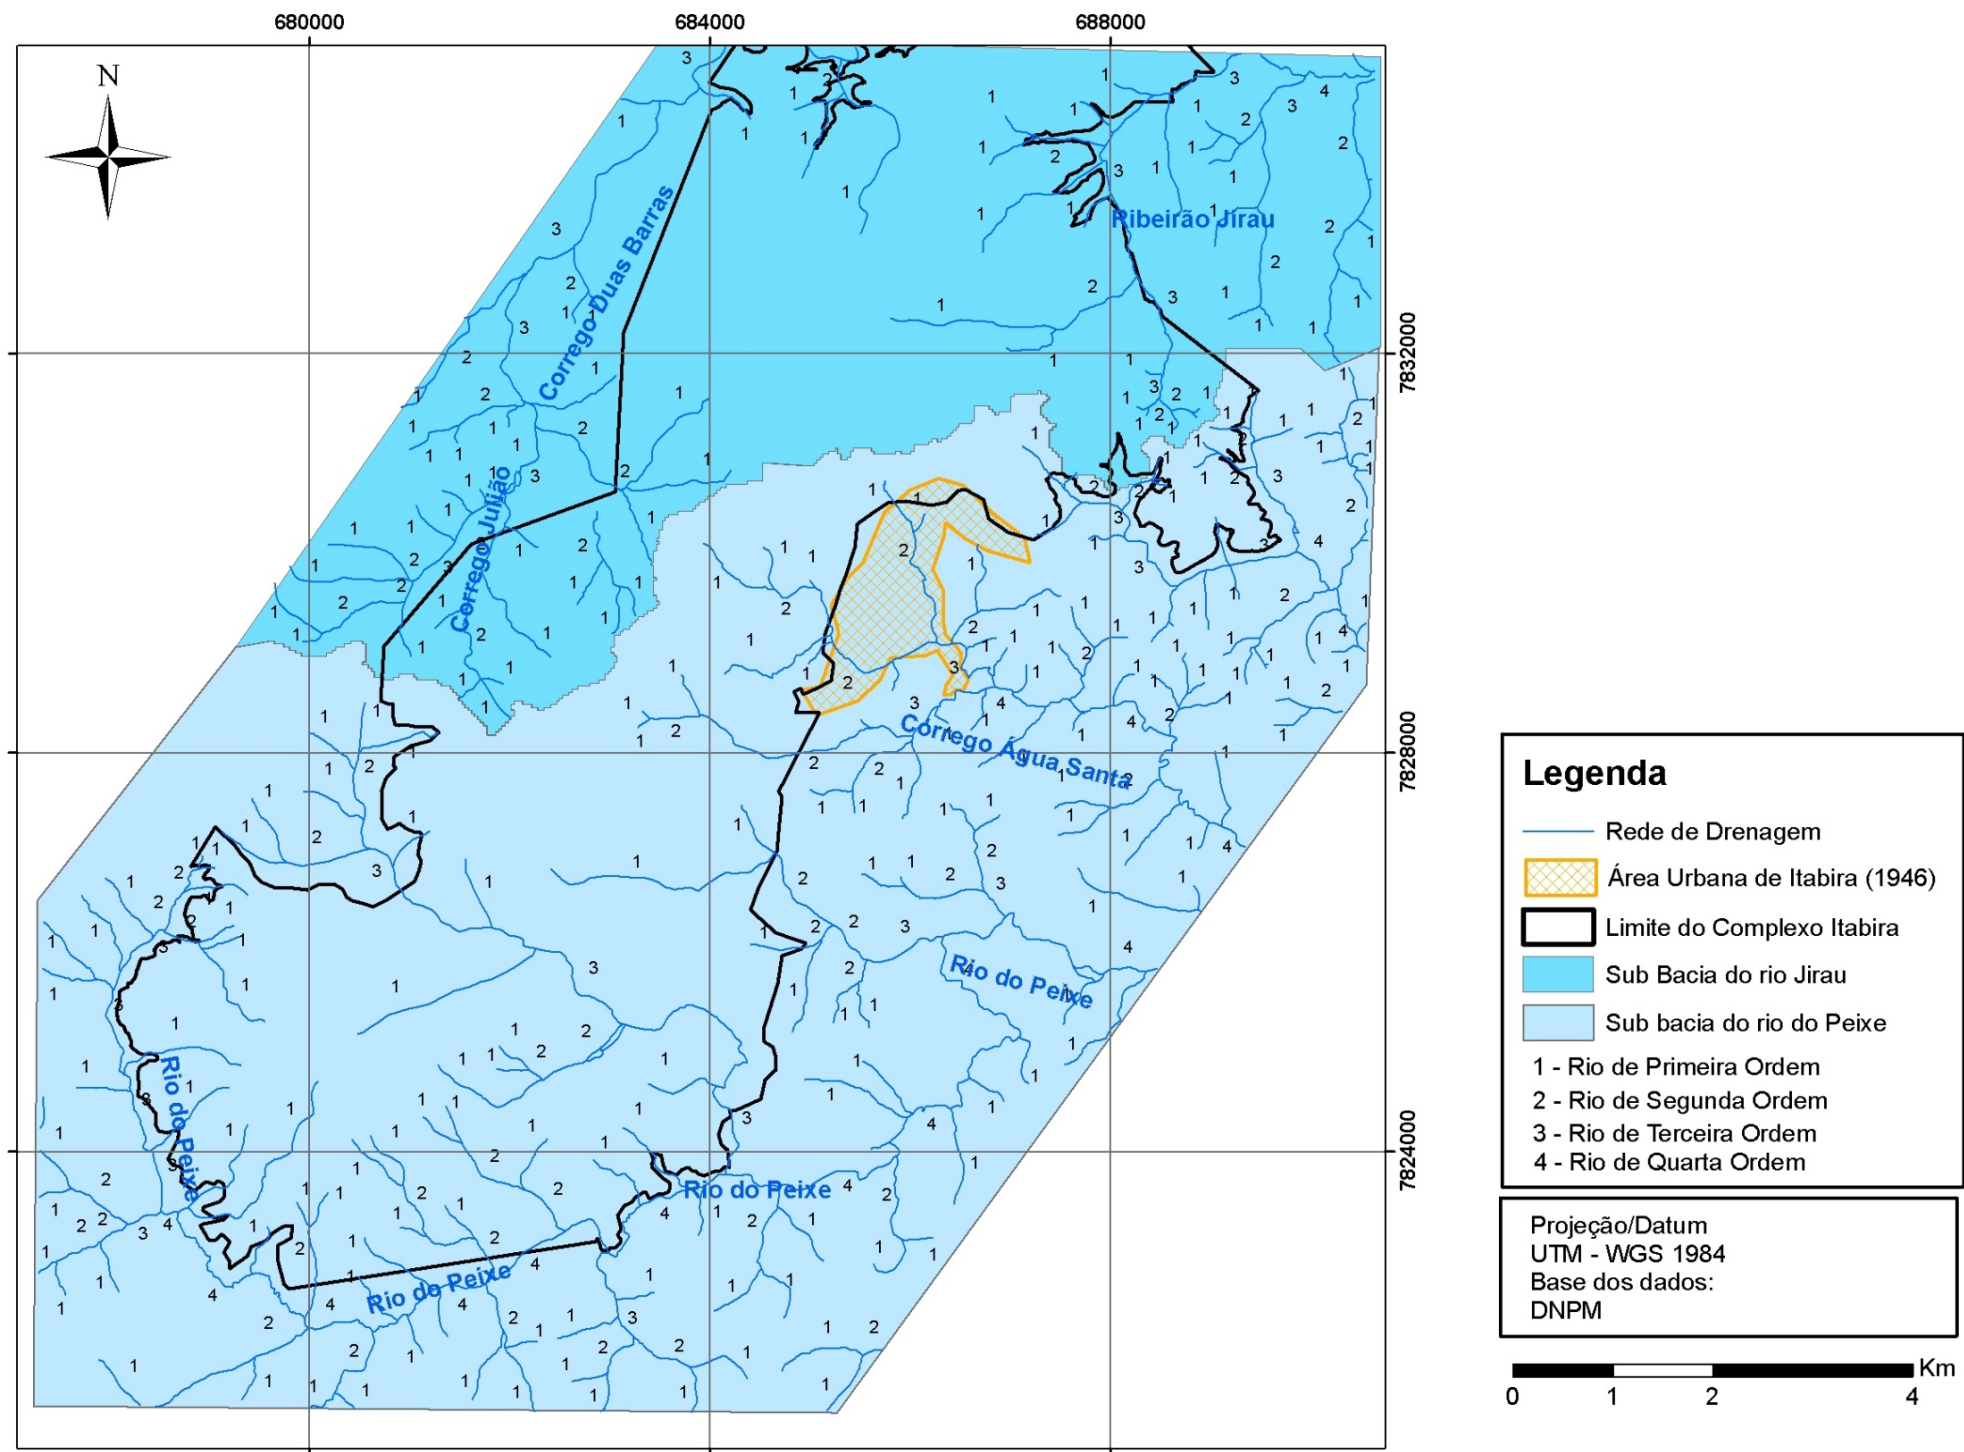 680000
684000
688000
N
7832000
7828000
7824000
Corrego Duas Barras
Ribeirão Jirau
Corrego Julião
Córrego Água Santa
Rio do Peixe
Rio do Peixe
Rio do Peixe
Rio do Peixe
Legenda
Rede de Drenagem
Área Urbana de Itabira (1946)
Limite do Complexo Itabira
Sub Bacia do rio Jirau
Sub bacia do rio do Peixe
1 - Rio de Primeira Ordem
2 - Rio de Segunda Ordem
3 - Rio de Terceira Ordem
4 - Rio de Quarta Ordem
Projeção/Datum
UTM - WGS 1984
Base dos dados:
DNPM
Km
0 1 2 4